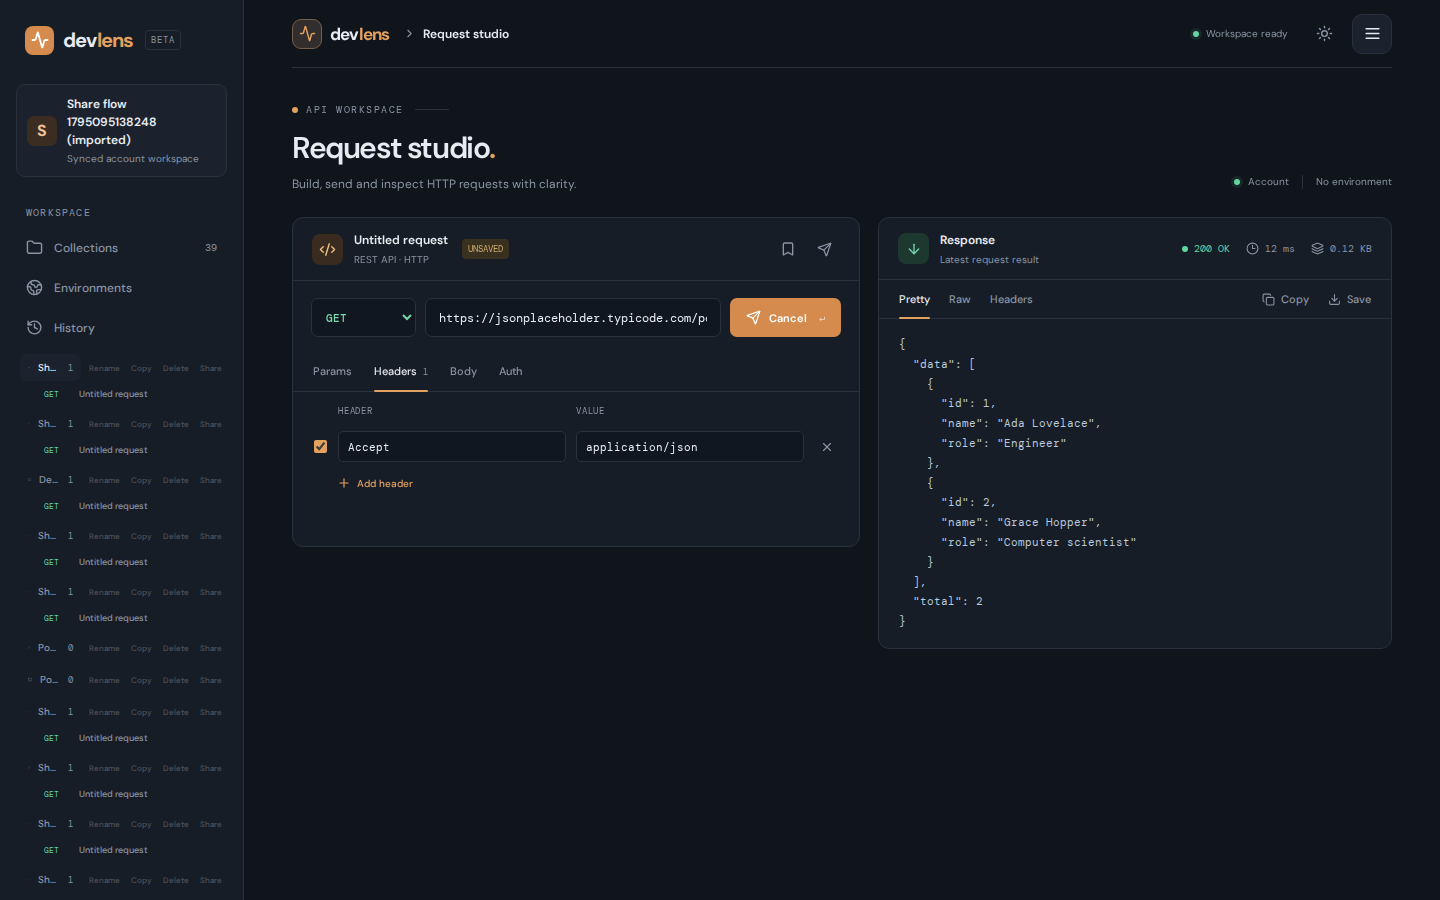 devlens BETA
S
Share flow
1795095138248
(imported)
Synced account workspace
WORKSPACE
Collections 39
Environments
History
Sh... 1 Rename Copy Delete Share
GET Untitled request
Sh... 1 Rename Copy Delete Share
GET Untitled request
De... 1 Rename Copy Delete Share
GET Untitled request
Sh... 1 Rename Copy Delete Share
GET Untitled request
Sh... 1 Rename Copy Delete Share
GET Untitled request
Po... 0 Rename Copy Delete Share
Po... 0 Rename Copy Delete Share
Sh... 1 Rename Copy Delete Share
GET Untitled request
Sh... 1 Rename Copy Delete Share
GET Untitled request
Sh... 1 Rename Copy Delete Share
GET Untitled request
Sh... 1 Rename Copy Delete Share
devlens > Request studio
Workspace ready
API WORKSPACE
Request studio.
Build, send and inspect HTTP requests with clarity.
Account No environment
Untitled request UNSAVED
REST API · HTTP
GET https://jsonplaceholder.typicode.com/po Cancel ↵
Params Headers 1 Body Auth
HEADER VALUE
Accept application/json
Add header
Response
Latest request result
200 OK 12 ms 0.12 KB
Pretty Raw Headers Copy Save
{
"data": [
{
"id": 1,
"name": "Ada Lovelace",
"role": "Engineer"
},
{
"id": 2,
"name": "Grace Hopper",
"role": "Computer scientist"
}
],
"total": 2
}